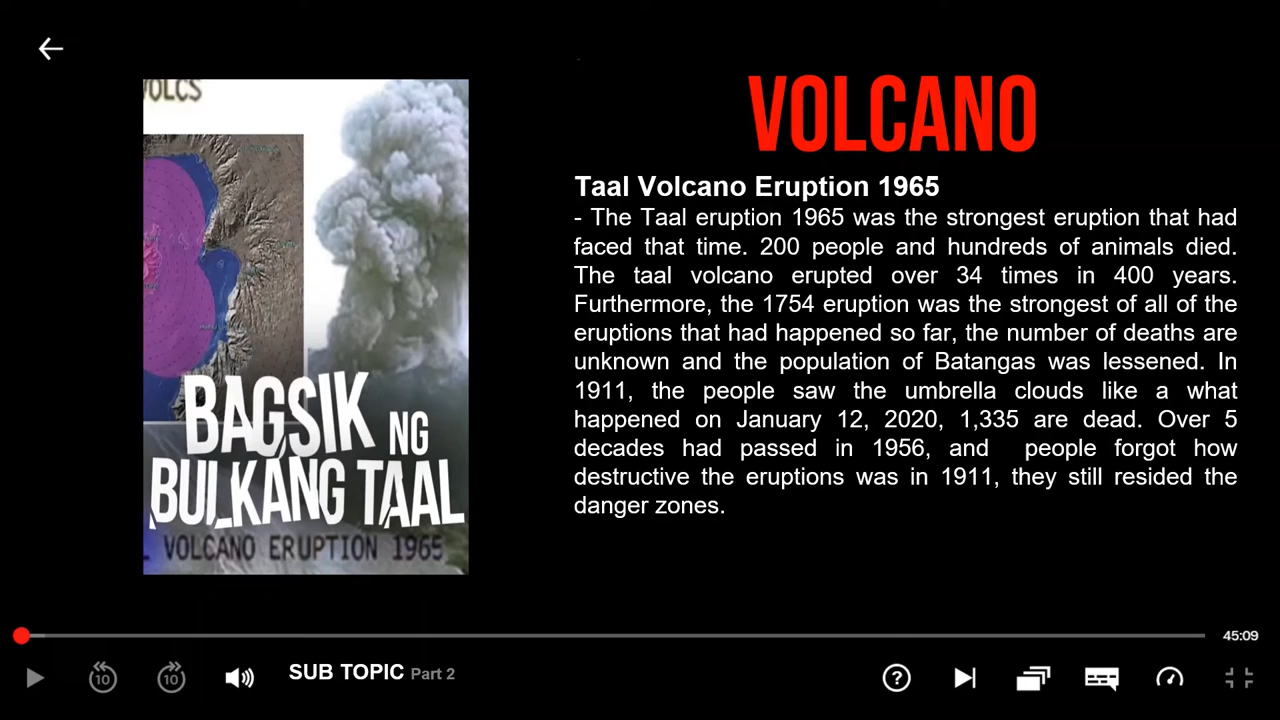 VOLCS
VOLCANO
Taal Volcano Eruption 1965
- The Taal eruption 1965 was the strongest eruption that had
faced that time. 200 people and hundreds of animals died.
The taal volcano erupted over 34 times in 400 years.
Furthermore, the 1754 eruption was the strongest of all of the
eruptions that had happened so far, the number of deaths are
unknown and the population of Batangas was lessened. In
1911, the people saw the umbrella clouds like a what
happened on January 12, 2020, 1,335 are dead. Over 5
decades had passed in 1956, and people forgot how
destructive the eruptions was in 1911, they still resided the
danger zones.
BAGSIK NG
BULKANG TAAL
VOLCANO ERUPTION 1965
45:09
10
10
SUB TOPIC Part 2
?